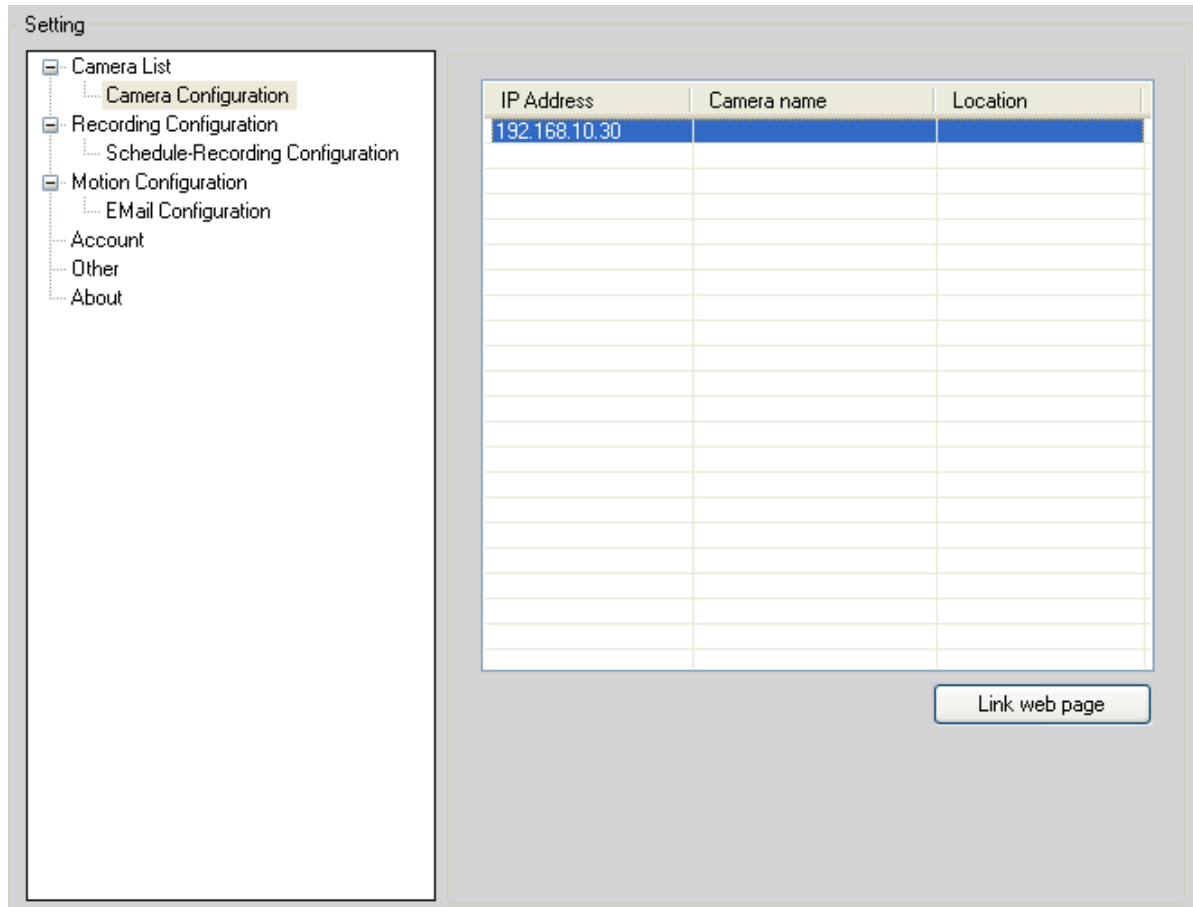 Setting
Camera List
Camera Configuration
Recording Configuration
Schedule-Recording Configuration
Motion Configuration
EMail Configuration
Account
Other
About
IP Address Camera name Location
192.168.10.30
Link web page